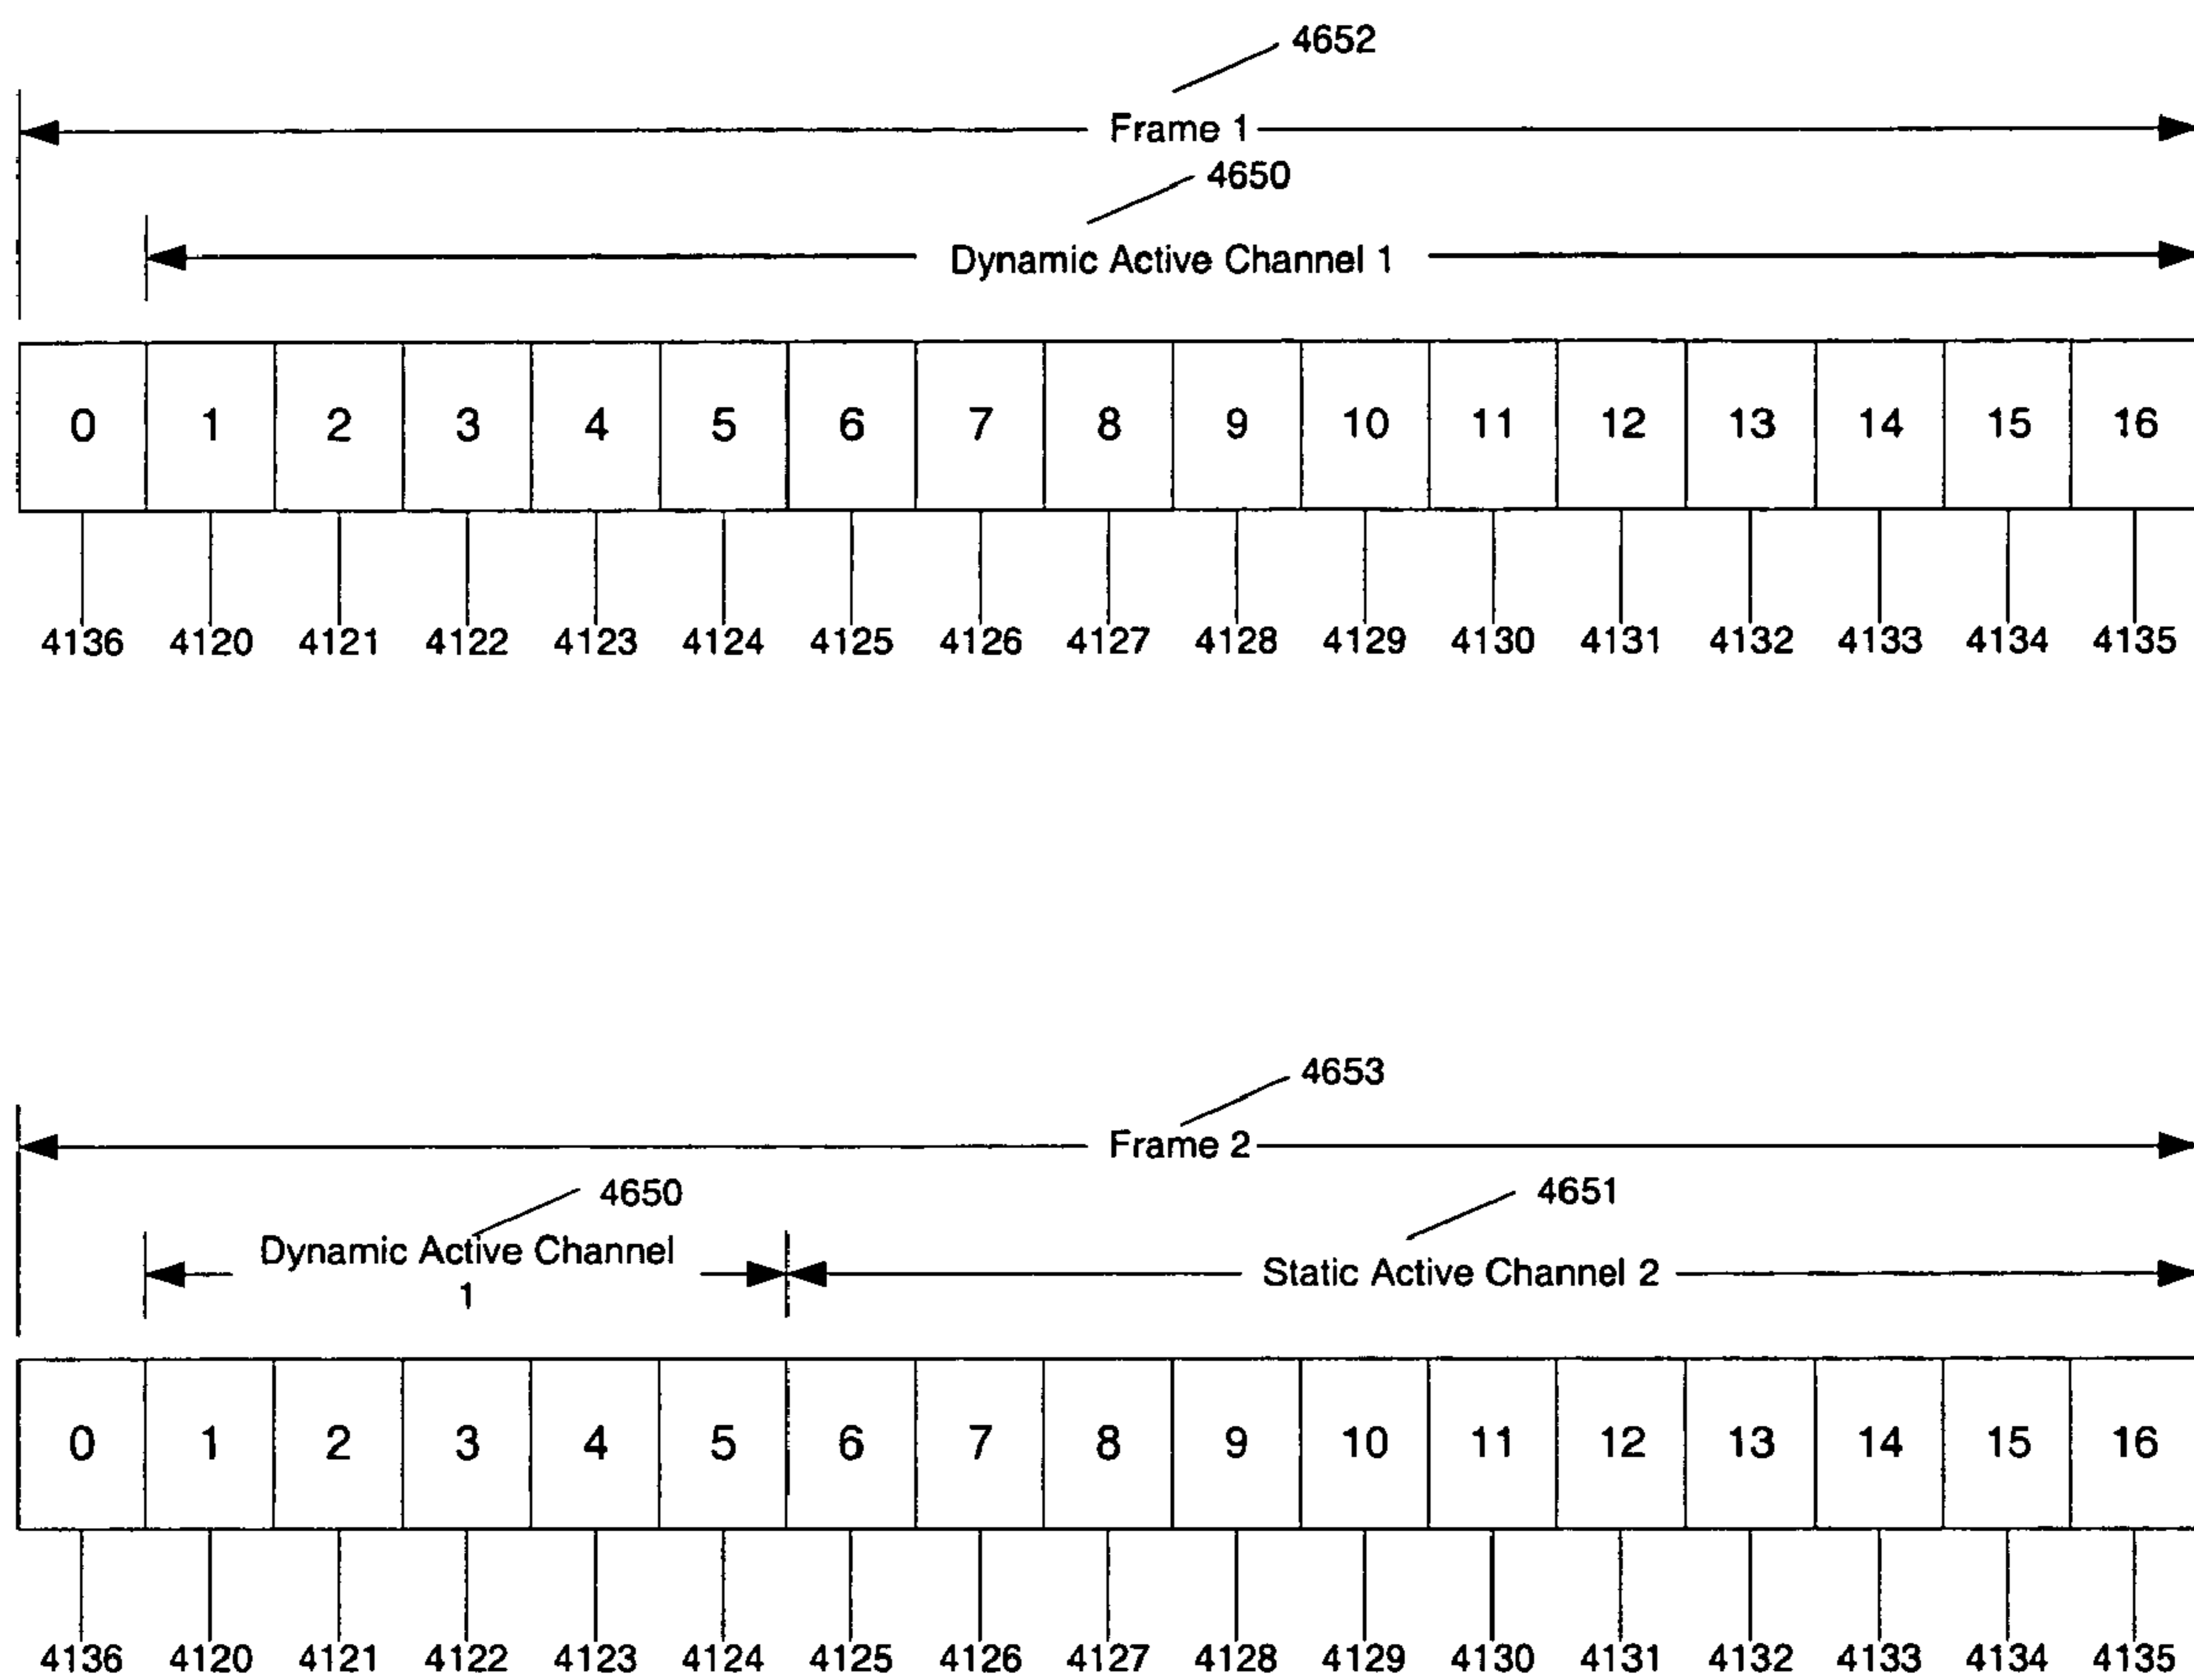 4652
Frame 1
4650
Dynamic Active Channel 1
0 1 2 3 4 5 6 7 8 9 10 11 12 13 14 15 16
4136 4120 4121 4122 4123 4124 4125 4126 4127 4128 4129 4130 4131 4132 4133 4134 4135
4653
Frame 2
4650 4651
Dynamic Active Channel
1
Static Active Channel 2
0 1 2 3 4 5 6 7 8 9 10 11 12 13 14 15 16
4136 4120 4121 4122 4123 4124 4125 4126 4127 4128 4129 4130 4131 4132 4133 4134 4135